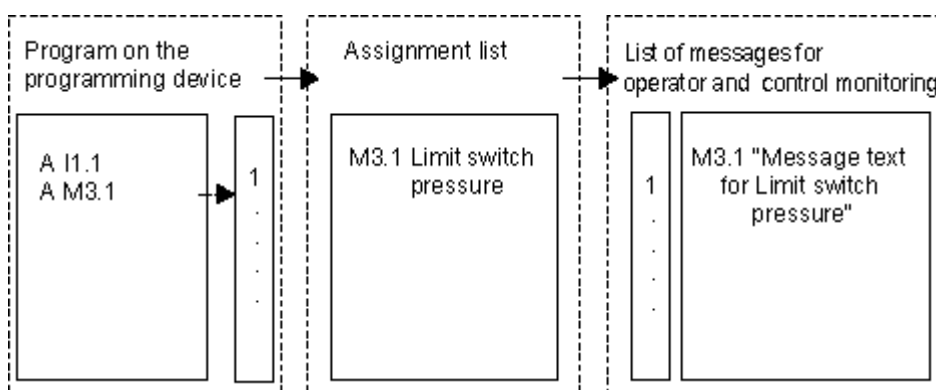 Program on the
programming device
A I1.1
A M3.1
1
.
.
.
.
.
Assignment list
M3.1 Limit switch
pressure
List of messages for
operator and control monitoring
1
.
.
.
.
M3.1 "Message text
for Limit switch
pressure"